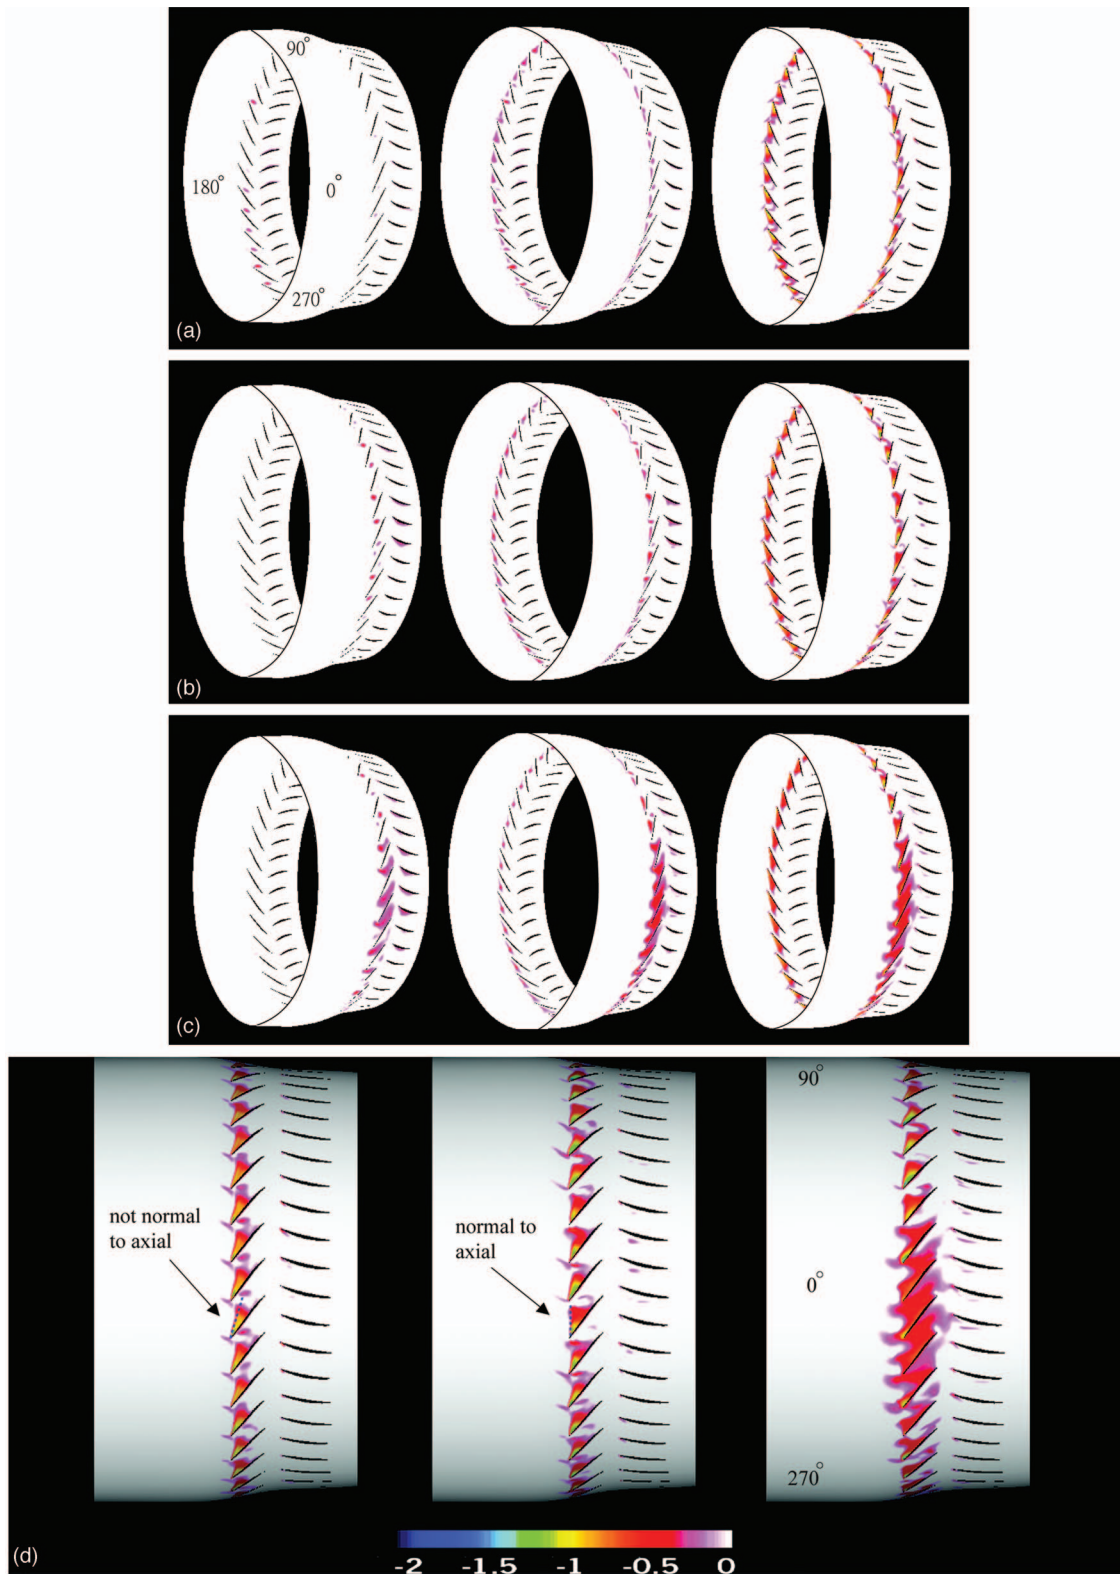 90°
180°
0°
270°
(a)
(b)
(c)
not normal
to axial
normal to
axial
90°
0°
270°
(d)
-2 -1.5 -1 -0.5 0